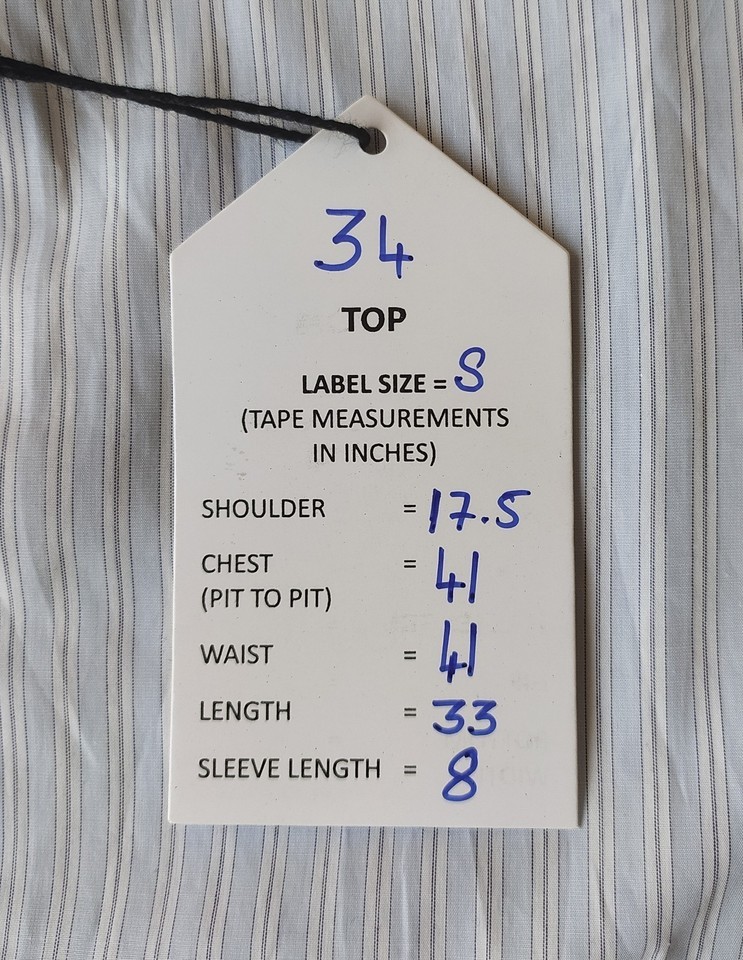 34
TOP
LABEL SIZE = S
(TAPE MEASUREMENTS
IN INCHES)
SHOULDER = 17.5
CHEST = 41
(PIT TO PIT)
WAIST = 41
LENGTH = 33
SLEEVE LENGTH = 8